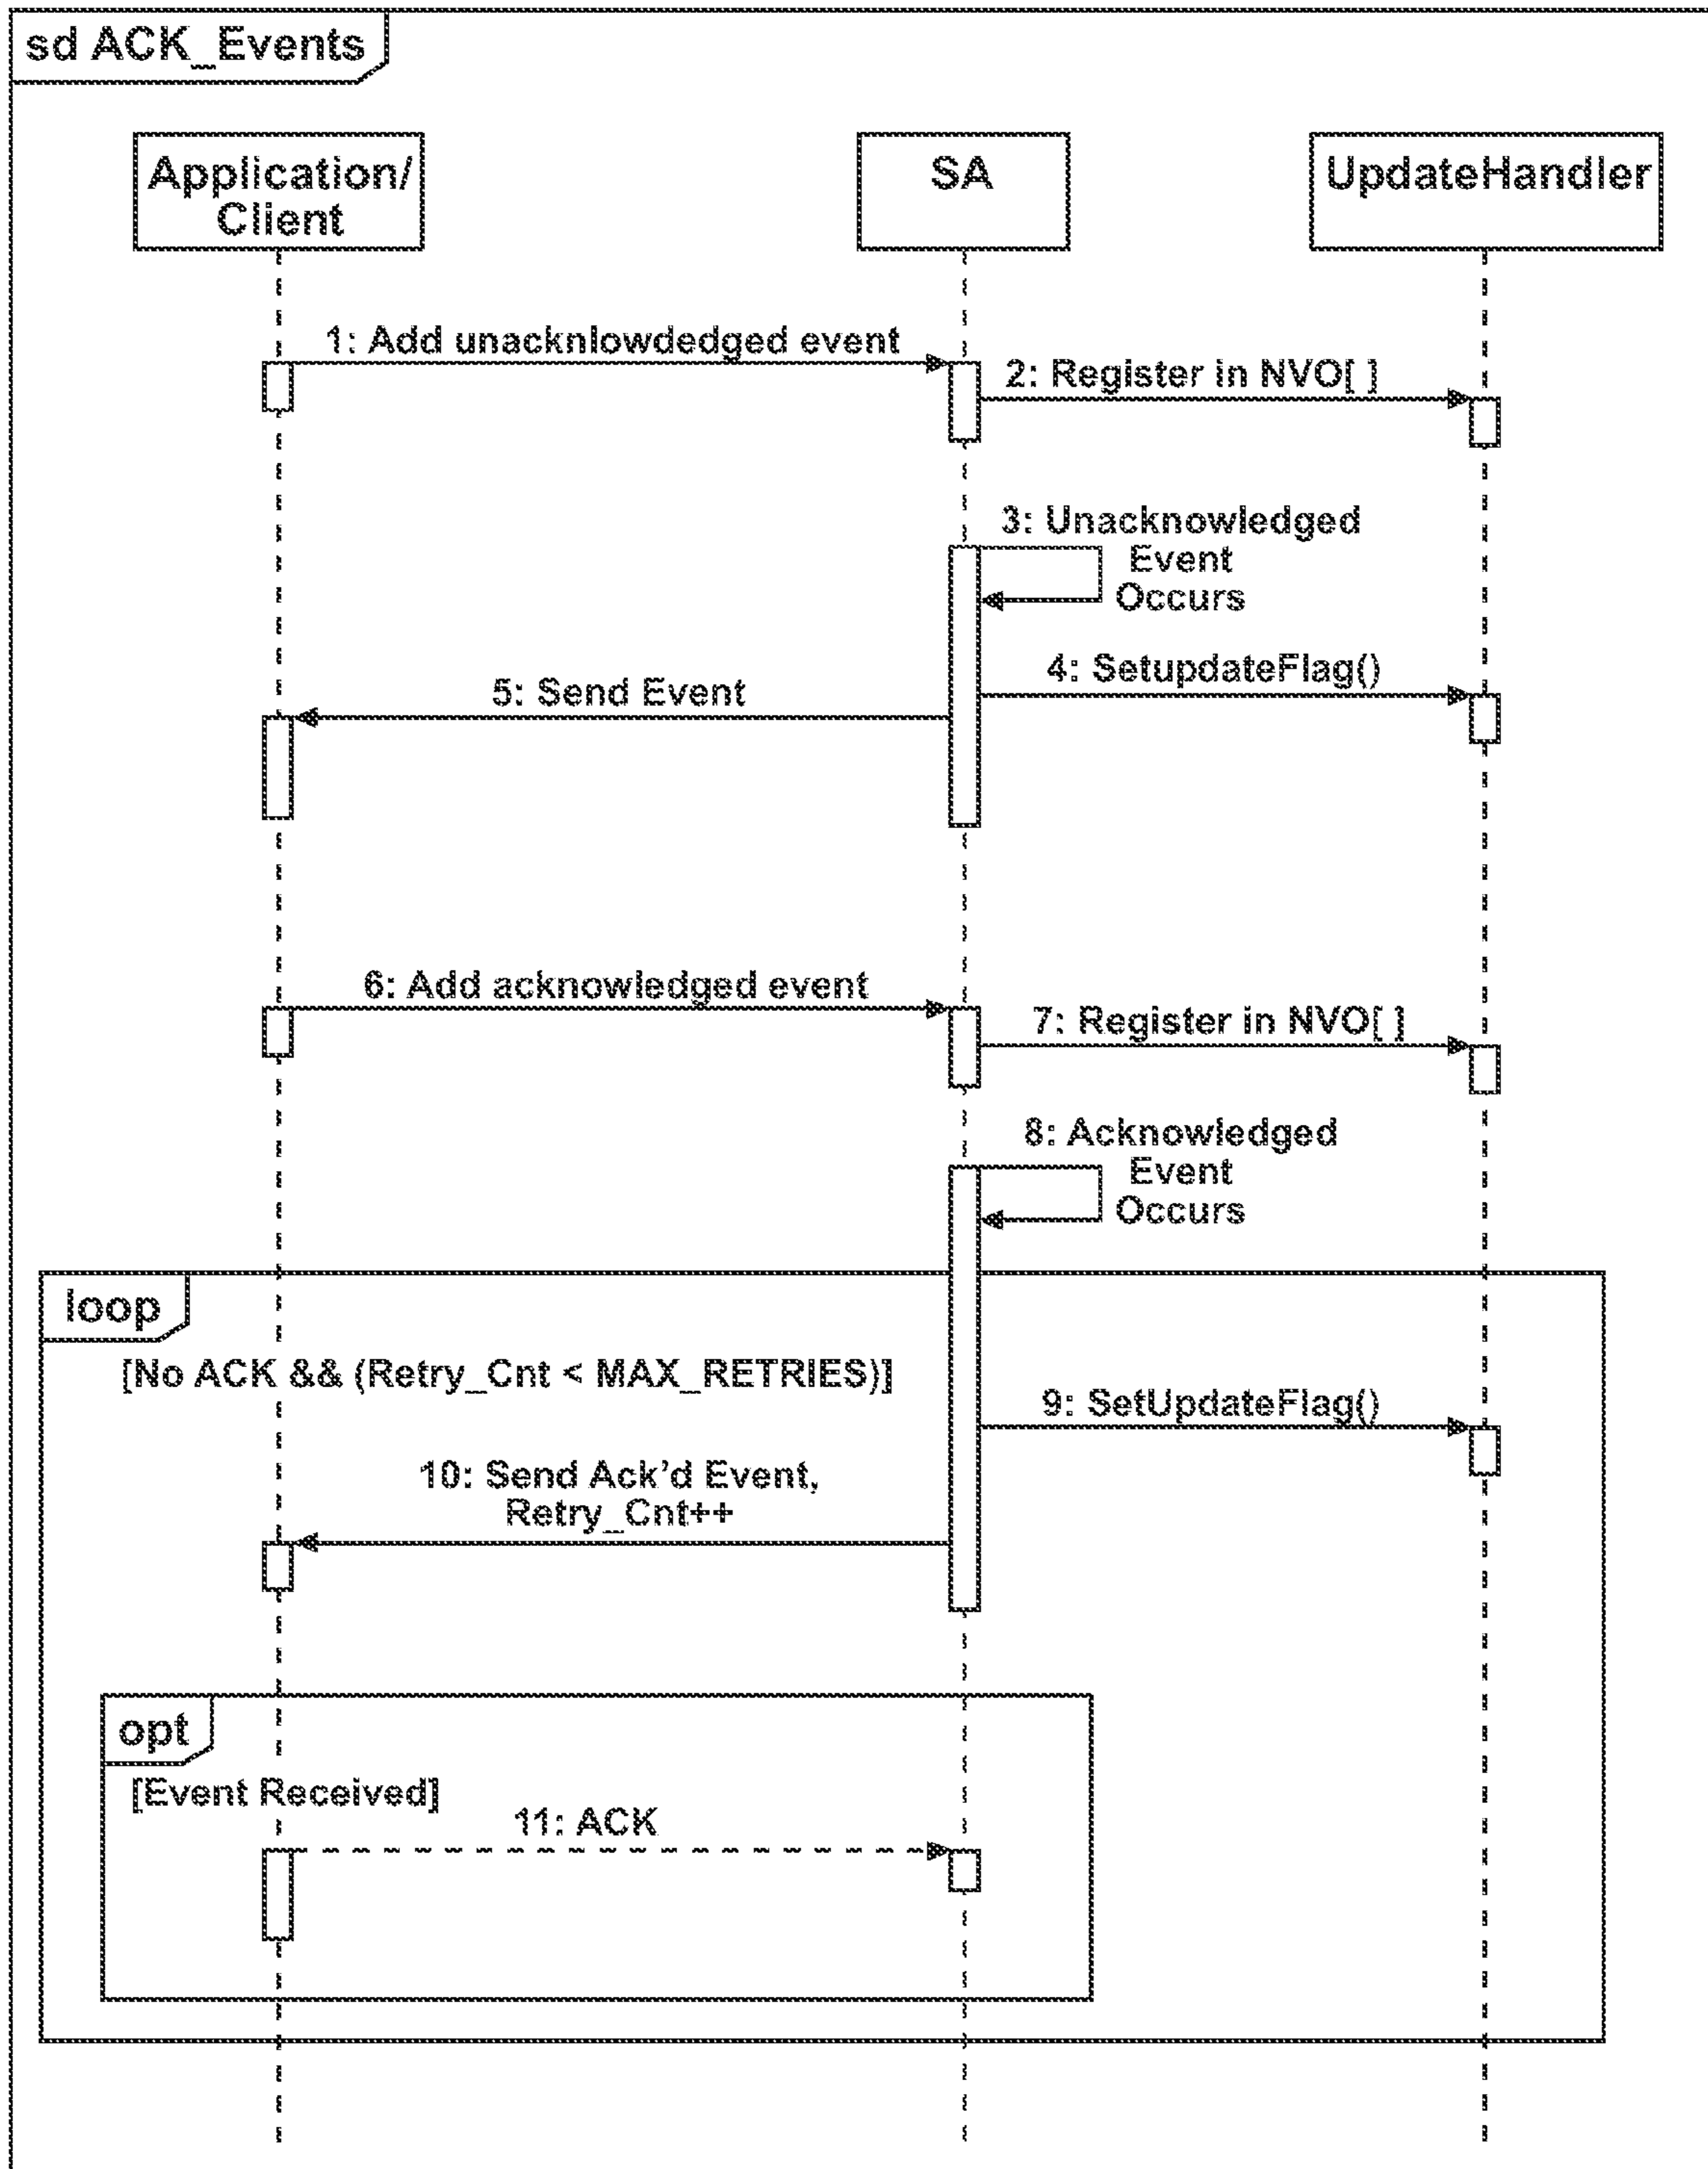 sd ACK_Events
Application/
Client
SA
UpdateHandler
1: Add unacknlowdedged event
2: Register in NVO[ ]
3: Unacknowledged
Event
Occurs
4: SetupdateFlag()
5: Send Event
6: Add acknowledged event
7: Register in NVO[ ]
8: Acknowledged
Event
Occurs
loop
[No ACK && (Retry_Cnt < MAX_RETRIES)]
9: SetUpdateFlag()
10: Send Ack'd Event,
Retry_Cnt++
opt
[Event Received]
11: ACK